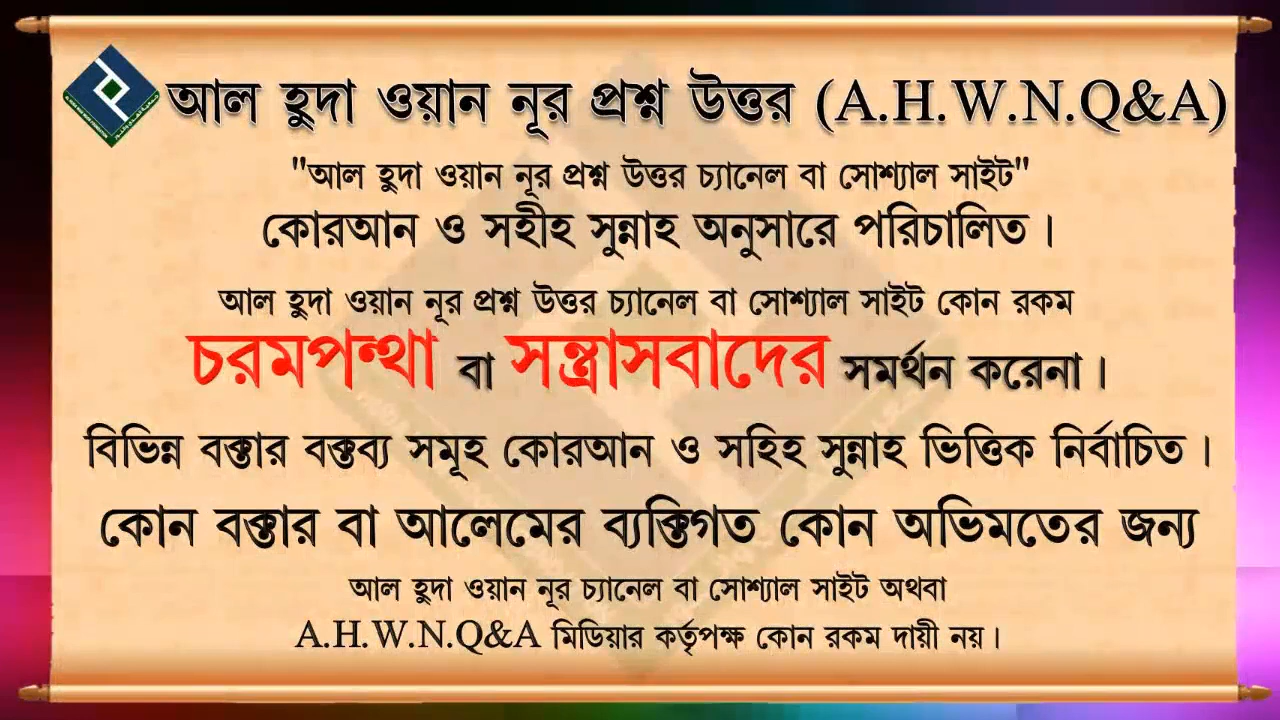 আল হুদা ওয়ান নূর প্রশ্ন উত্তর (A.H.W.N.Q&A)
"আল হুদা ওয়ান নূর প্রশ্ন উত্তর চ্যানেল বা সোশ্যাল সাইট"
কোরআন ও সহীহ সুন্নাহ অনুসারে পরিচালিত।
আল হুদা ওয়ান নূর প্রশ্ন উত্তর চ্যানেল বা সোশ্যাল সাইট কোন রকম
চরমপন্থা বা সন্ত্রাসবাদের সমর্থন করেনা।
বিভিন্ন বক্তার বক্তব্য সমূহ কোরআন ও সহিহ সুন্নাহ ভিত্তিক নির্বাচিত।
কোন বক্তার বা আলেমের ব্যক্তিগত কোন অভিমতের জন্য
আল হুদা ওয়ান নূর চ্যানেল বা সোশ্যাল সাইট অথবা
A.H.W.N.Q&A মিডিয়ার কর্তৃপক্ষ কোন রকম দায়ী নয়।